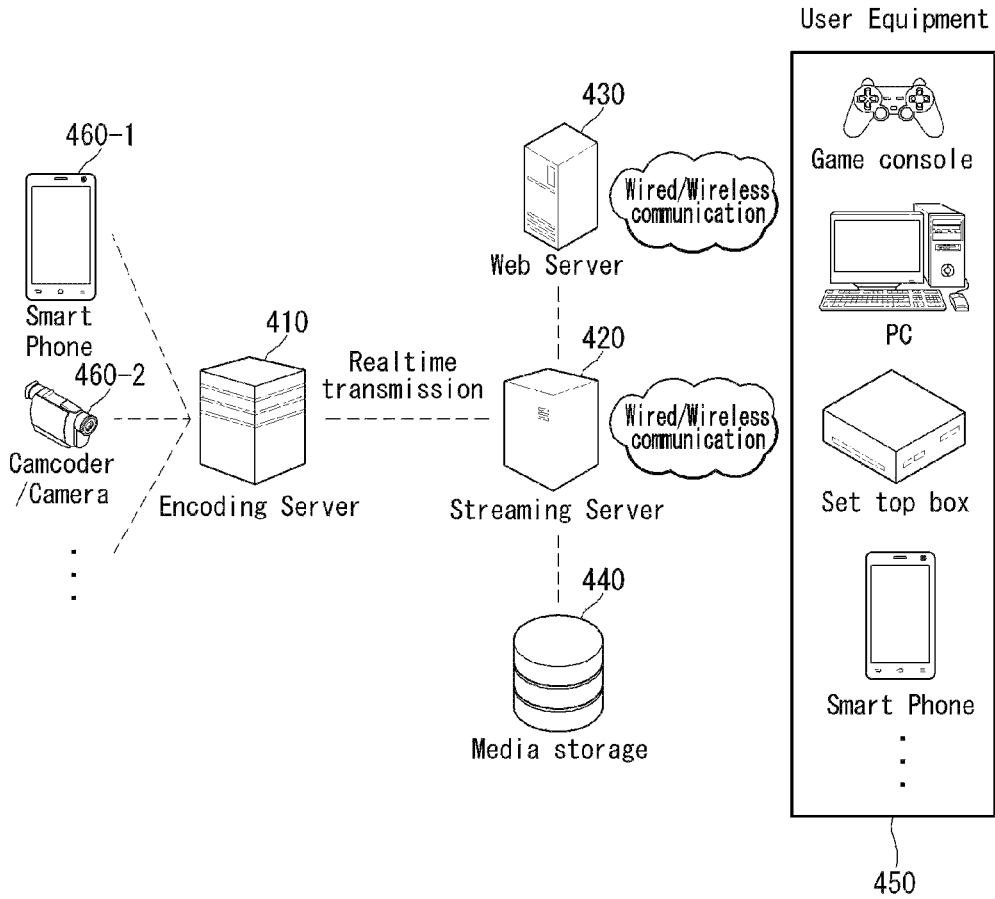 User Equipment
430
460-1
Game console
Wired/Wireless
communication
Web Server
PC
Smart
Phone
410
420
460-2
Realtime
transmission
Wired/Wireless
communication
Camcoder
/Camera
Encoding Server
Streaming Server
Set top box
440
Smart Phone
Media storage
450